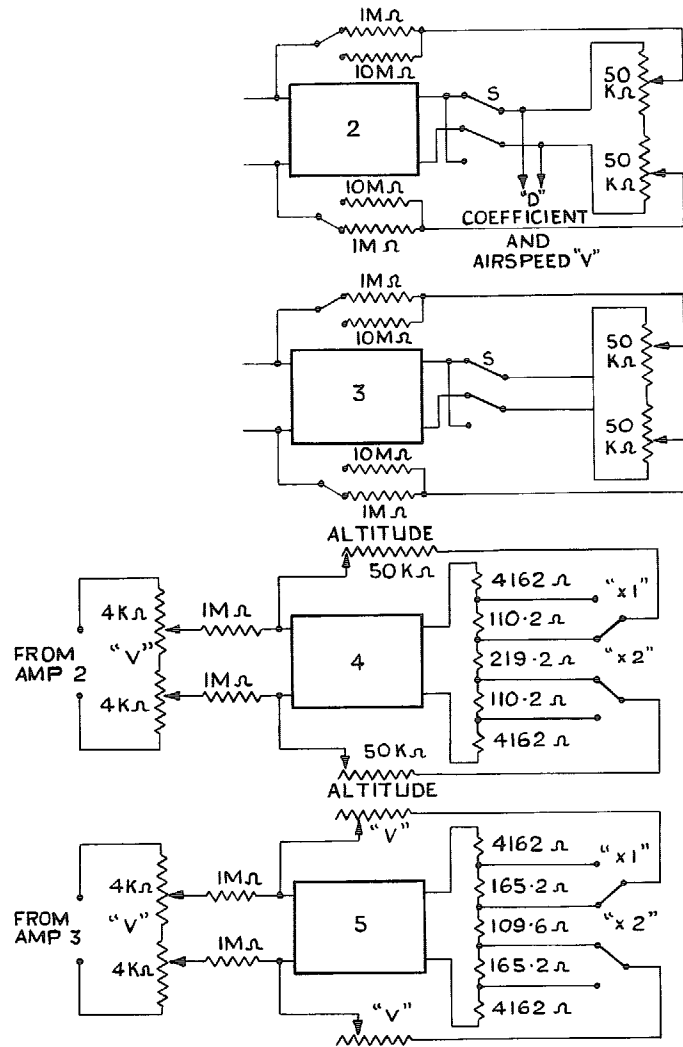 1MΩ
10MΩ
2
S
50
KΩ
50
KΩ
10MΩ
1MΩ
"D"
COEFFICIENT
AND
AIRSPEED "V"
1MΩ
10MΩ
3
S
50
KΩ
50
KΩ
10MΩ
1MΩ
ALTITUDE
50KΩ
4KΩ
"V"
4KΩ
FROM
AMP 2
1MΩ
1MΩ
4
4162 Ω
110·2 Ω
219·2 Ω
110·2 Ω
4162 Ω
"x1"
"x2"
50KΩ
ALTITUDE
"V"
4KΩ
"V"
4KΩ
FROM
AMP 3
1MΩ
1MΩ
5
4162 Ω
165·2 Ω
109·6 Ω
165·2 Ω
4162 Ω
"x1"
"x2"
"V"